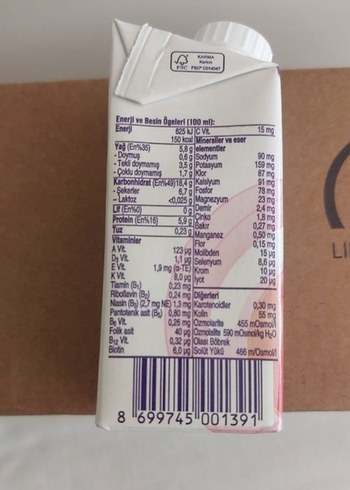 FSC
KARMA
Karton
FSC® C014047
Enerji ve Besin Ögeleri (100 ml):
Enerji 625 kJ
150 kcal
Yağ (En%35) 5,8 g
- Doymuş 0,6 g
- Tekli doymamış 3,5 g
- Çoklu doymamış 1,7 g
Karbonhidrat (En%49) 18,4 g
- Şekerler 6,7 g
- Laktoz <0,025 g
Lif (En%0) 0 g
Protein (En%16) 5,9 g
Tuz 0,23 g
Vitaminler
A Vit. 123 µg
D₃ Vit. 1,1 µg
E Vit. 1,9 mg (α-TE)
K Vit. 8,0 µg
Tiamin (B₁) 0,23 mg
Riboflavin (B₂) 0,24 mg
Niasin (B₃) (2,7 mg NE) 1,3 mg
Pantotenik asit (B₅) 0,80 mg
B₆ Vit. 0,26 mg
Folik asit 40 µg
B₁₂ Vit. 0,32 µg
Biotin 6,0 µg
C Vit. 15 mg
Mineraller ve eser
elementler
Sodyum 90 mg
Potasyum 159 mg
Klor 87 mg
Kalsiyum 91 mg
Fosfor 78 mg
Magnezyum 23 mg
Demir 2,4 mg
Çinko 1,8 mg
Bakır 0,27 mg
Manganez 0,50 mg
Flor 0,15 mg
Molibden 15 µg
Selenyum 8,6 µg
Krom 10 µg
İyot 20 µg
Diğerleri
Karotenoidler 0,30 mg
Kolin 55 mg
Ozmolarite 455 mOsmol/l
Ozmolalite 590 mOsmol/kg H₂O
Olası Böbrek
Solüt Yükü 466 m/Osmol/l
8 699745 001391
LI